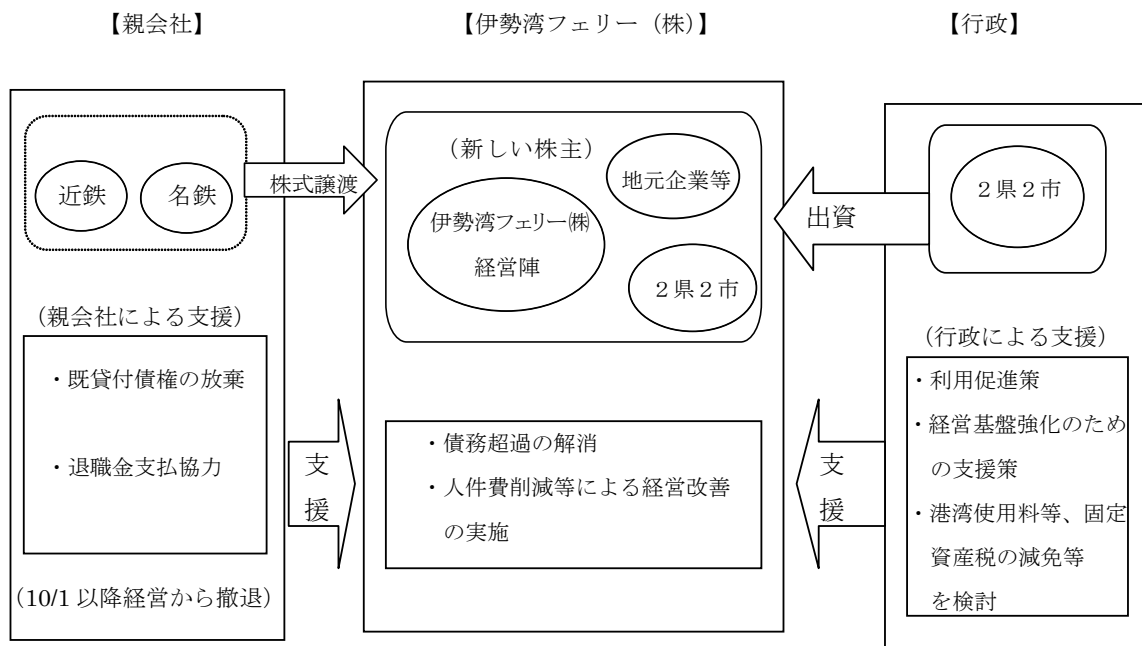 【親会社】
【伊勢湾フェリー（株）】
【行政】
近鉄
名鉄
株式譲渡
（新しい株主）
地元企業等
伊勢湾フェリー㈱
経営陣
２県２市
出資
２県２市
（親会社による支援）
・既貸付債権の放棄
・退職金支払協力
（10/1 以降経営から撤退）
支
援
・債務超過の解消
・人件費削減等による経営改善
の実施
支
援
（行政による支援）
・利用促進策
・経営基盤強化のため
の支援策
・港湾使用料等、固定
資産税の減免等
を検討